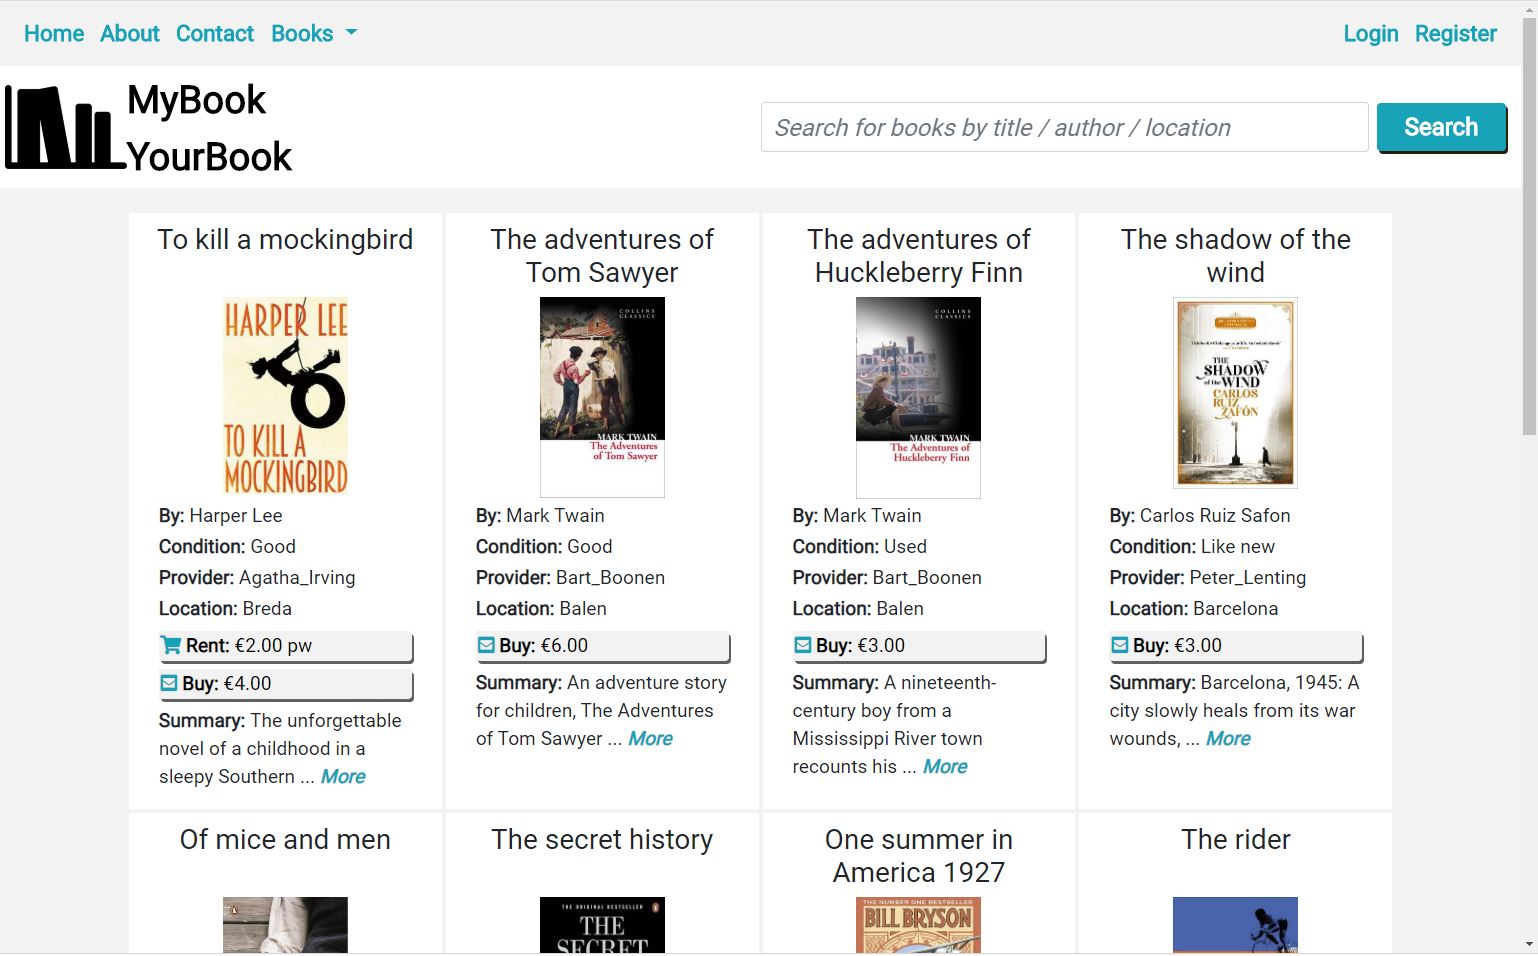 Home About Contact Books Login Register
MyBook
YourBook
Search for books by title / author / location Search
To kill a mockingbird
HARPER LEE
TO KILL A
MOCKINGBIRD
By: Harper Lee
Condition: Good
Provider: Agatha_Irving
Location: Breda
Rent: €2.00 pw
Buy: €4.00
Summary: The unforgettable
novel of a childhood in a
sleepy Southern ... More
The adventures of
Tom Sawyer
COLLINS
CLASSICS
MARK TWAIN
The Adventures
of Tom Sawyer
By: Mark Twain
Condition: Good
Provider: Bart_Boonen
Location: Balen
Buy: €6.00
Summary: An adventure story
for children, The Adventures
of Tom Sawyer ... More
The adventures of
Huckleberry Finn
COLLINS
CLASSICS
MARK TWAIN
The Adventures of
Huckleberry Finn
By: Mark Twain
Condition: Used
Provider: Bart_Boonen
Location: Balen
Buy: €3.00
Summary: A nineteenth-
century boy from a
Mississippi River town
recounts his ... More
The shadow of the
wind
THE
SHADOW
of the WIND
CARLOS
RUIZ
ZAFÓN
By: Carlos Ruiz Safon
Condition: Like new
Provider: Peter_Lenting
Location: Barcelona
Buy: €3.00
Summary: Barcelona, 1945: A
city slowly heals from its war
wounds, ... More
Of mice and men
The secret history
THE ORIGINAL BESTSELLER
THE
SECRET
One summer in
America 1927
THE NUMBER ONE BESTSELLER
BILL BRYSON
The rider